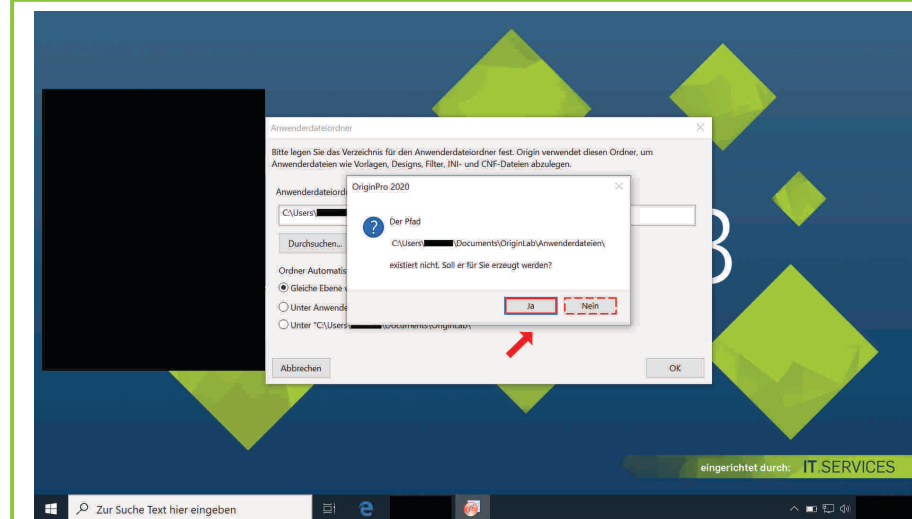 Anwenderdateiordner
Bitte legen Sie das Verzeichnis für den Anwenderdateiordner fest. Origin verwendet diesen Ordner, um
Anwenderdateien wie Vorlagen, Designs, Filter, INI- und CNF-Dateien abzulegen.
Anwenderdateiord
C:\Users\
Durchsuchen...
Ordner Automatis
Gleiche Ebene
Unter Anwende
Unter "C:\Users\ \Documents\OriginLab\
Abbrechen
OK
OriginPro 2020
?
Der Pfad
C:\Users\ \Documents\OriginLab\Anwenderdateien\
existiert nicht. Soll er für Sie erzeugt werden?
Ja
Nein
eingerichtet durch: IT.SERVICES
Zur Suche Text hier eingeben